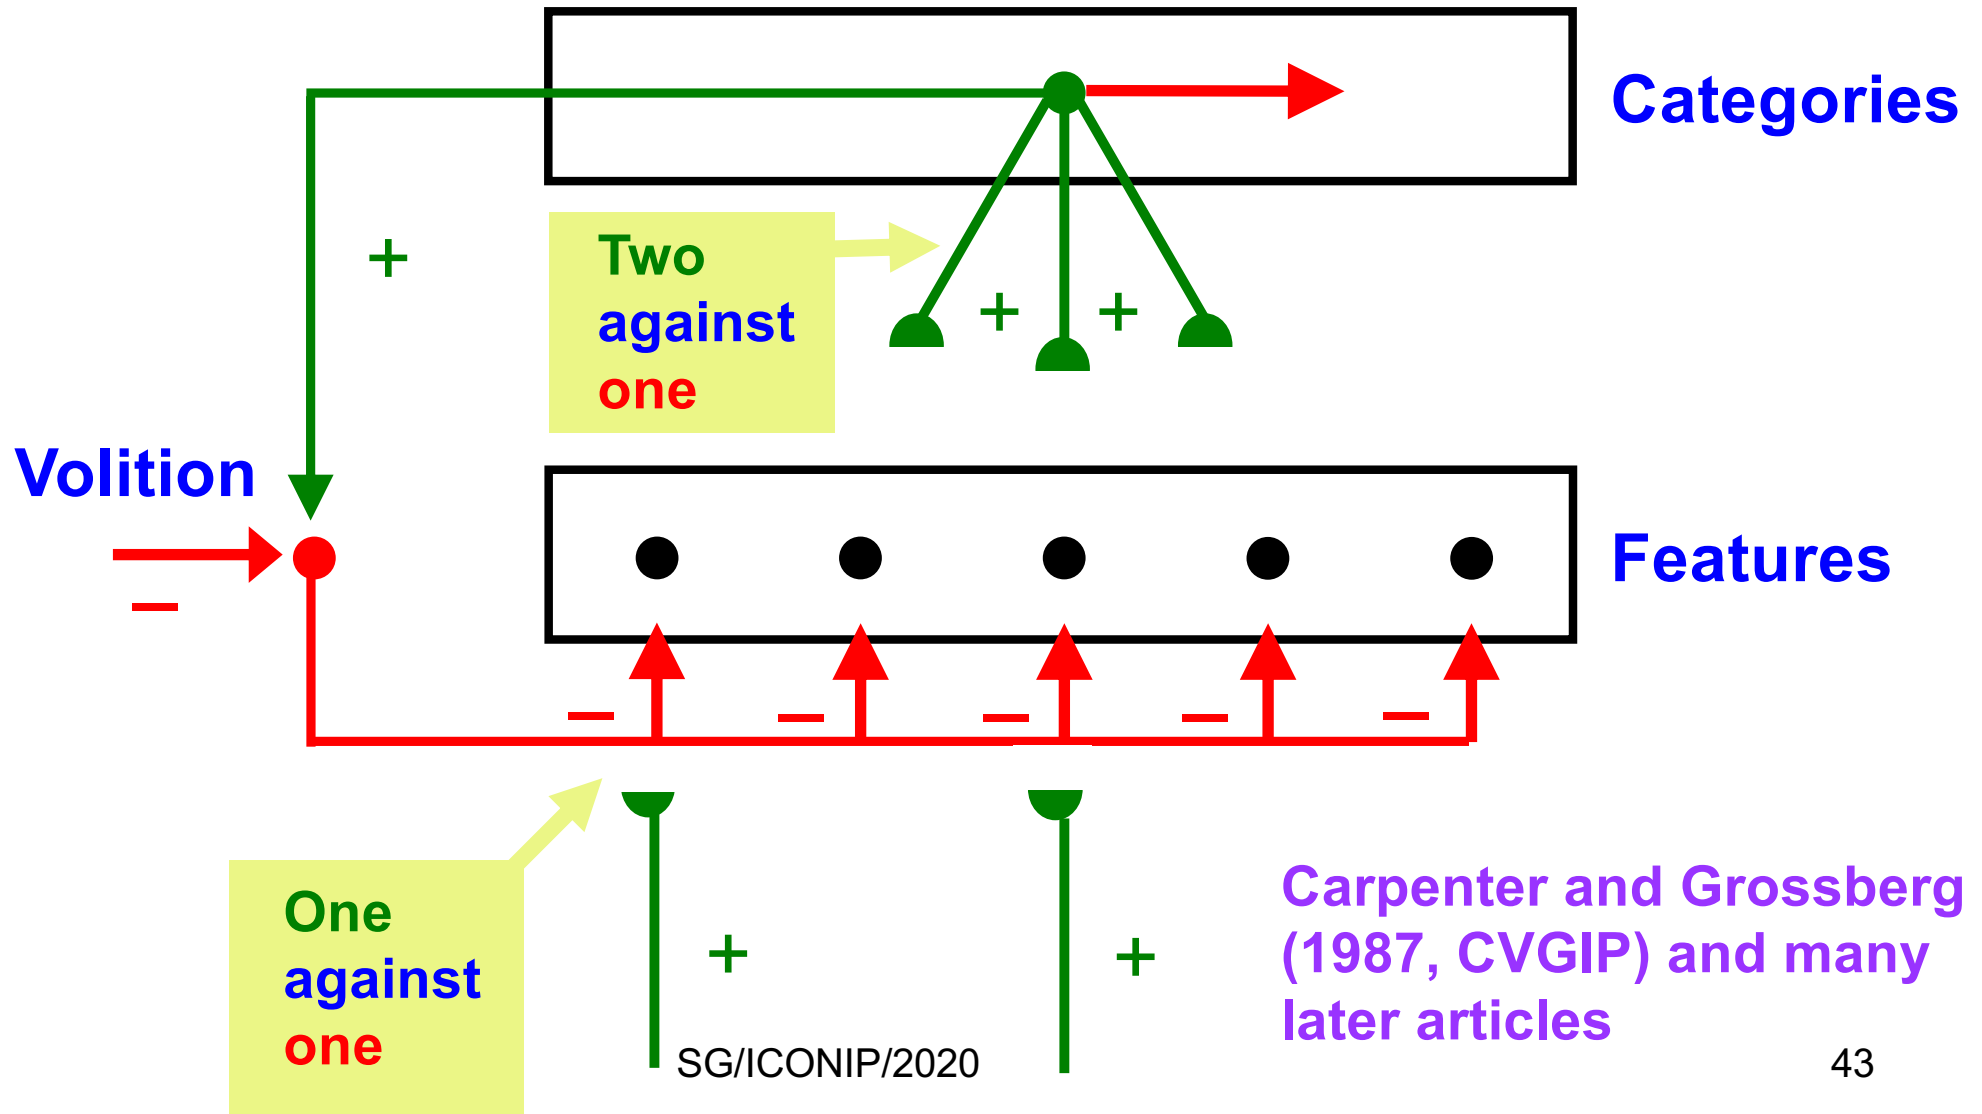 Categories
+
Two
against
one
+ +
Volition
–
Features
– – – – –
One
against
one
+ +
Carpenter and Grossberg
(1987, CVGIP) and many
later articles
SG/ICONIP/2020
43